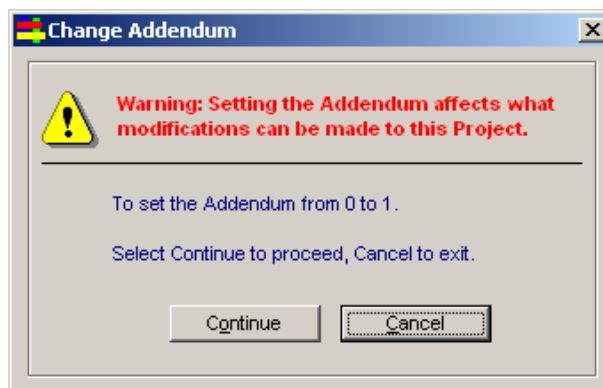 Change Addendum
Warning: Setting the Addendum affects what
modifications can be made to this Project.
To set the Addendum from 0 to 1.
Select Continue to proceed, Cancel to exit.
Continue
Cancel